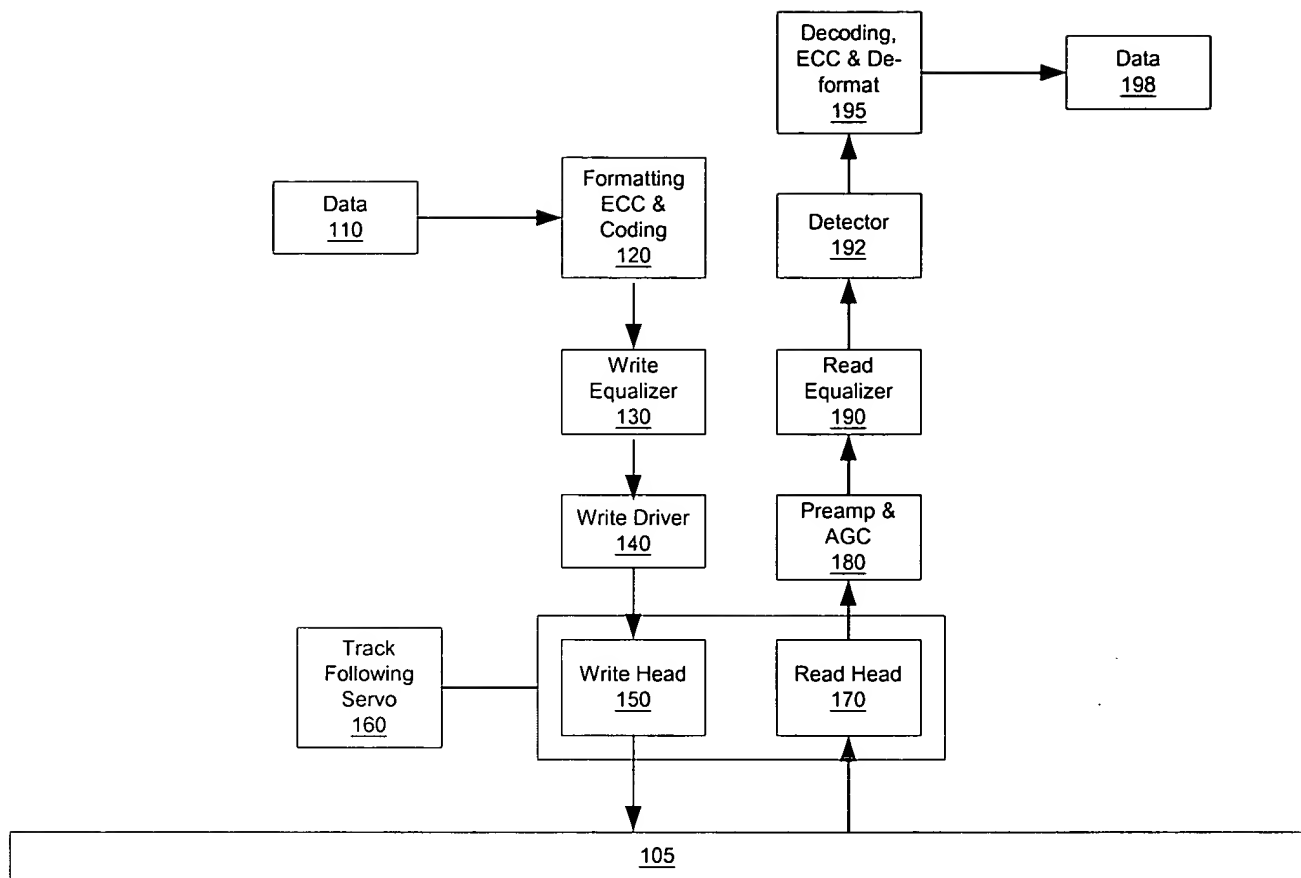 Decoding,
ECC & De-
format
195
Data
198
Formatting
ECC &
Coding
120
Data
110
Detector
192
Write
Equalizer
130
Read
Equalizer
190
Write Driver
140
Preamp &
AGC
180
Track
Following
Servo
160
Write Head
150
Read Head
170
105